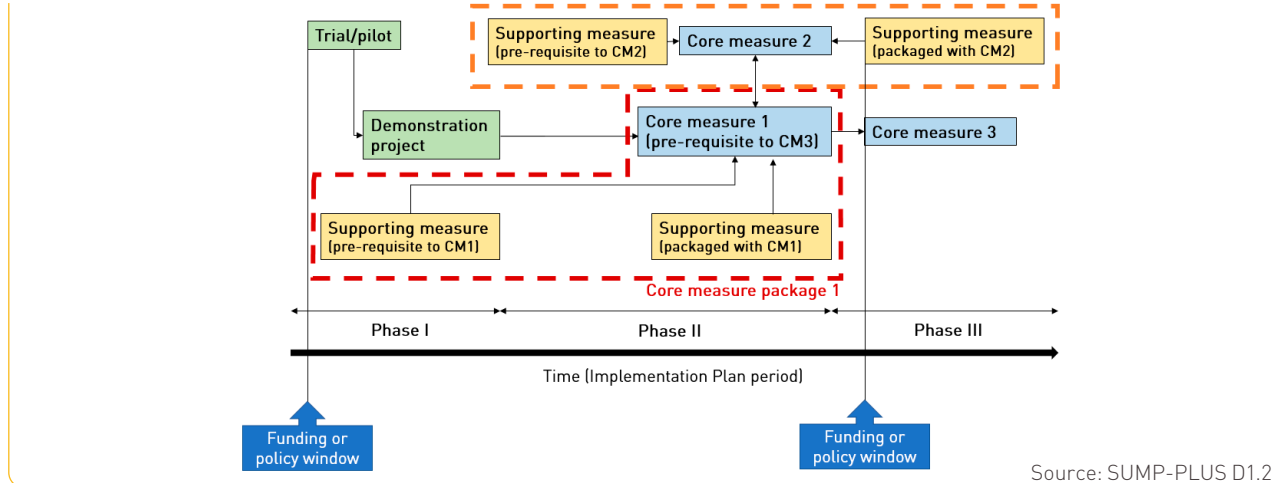 Trial/pilot
Supporting measure
(pre-requisite to CM2)
Core measure 2
Supporting measure
(packaged with CM2)
Demonstration
project
Core measure 1
(pre-requisite to CM3)
Core measure 3
Supporting measure
(pre-requisite to CM1)
Supporting measure
(packaged with CM1)
Core measure package 1
Phase I
Phase II
Phase III
Time (Implementation Plan period)
Funding or
policy window
Funding or
policy window
Source: SUMP-PLUS D1.2